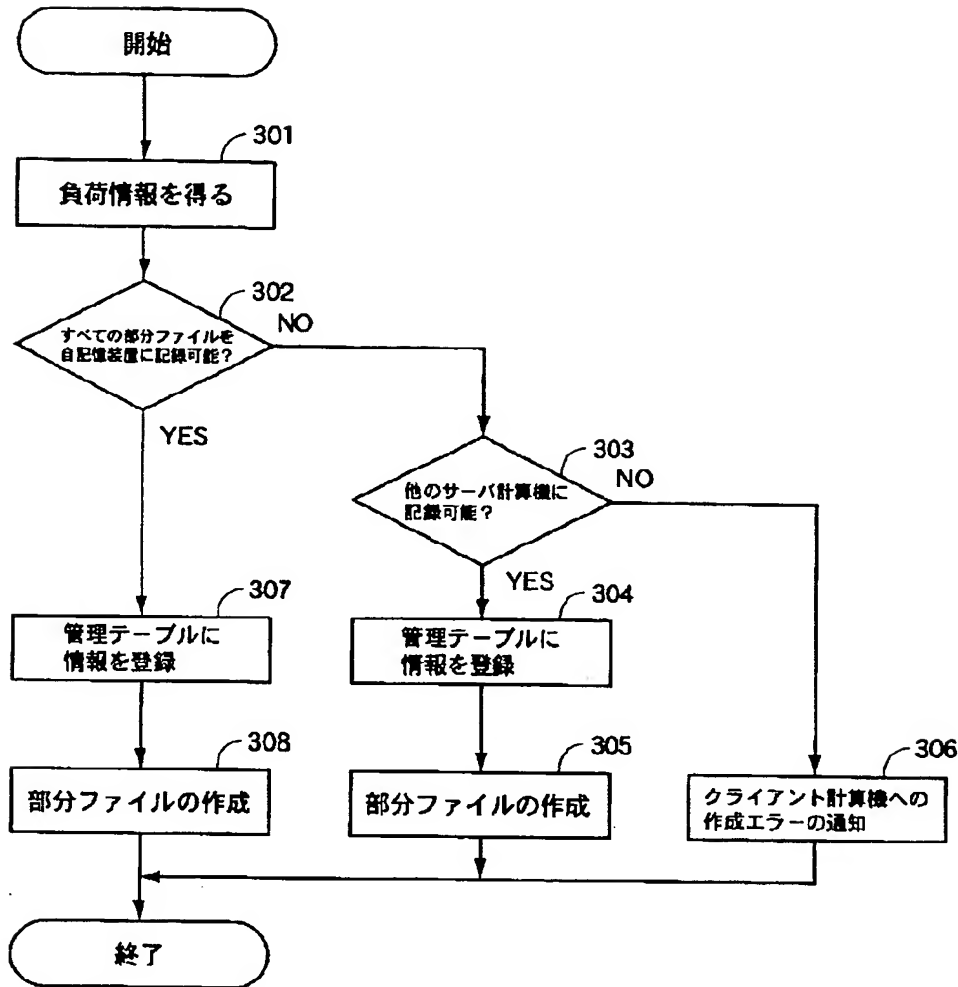 開始
301
負荷情報を得る
302
すべての部分ファイルを
自記憶装置に記録可能?
NO
YES
303
他のサーバ計算機に
記録可能?
NO
YES
307
管理テーブルに
情報を登録
304
管理テーブルに
情報を登録
308
部分ファイルの作成
305
部分ファイルの作成
306
クライアント計算機への
作成エラーの通知
終了